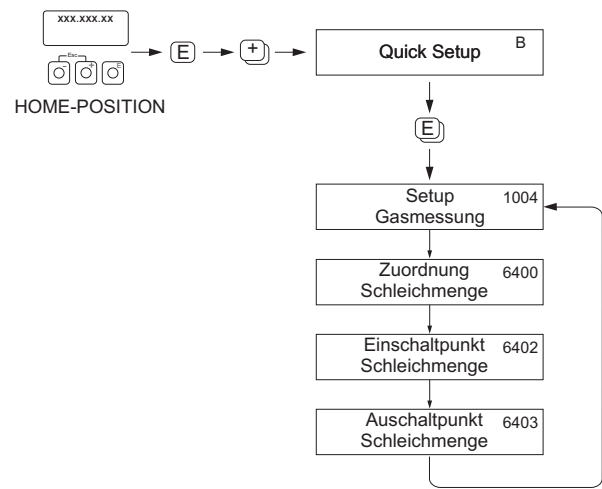 xxx.xxx.xx
Esc
- + E
HOME-POSITION
E
+
Quick Setup B
E
Setup 1004
Gasmessung
Zuordnung 6400
Schleichmenge
Einschaltpunkt 6402
Schleichmenge
Auschaltpunkt 6403
Schleichmenge